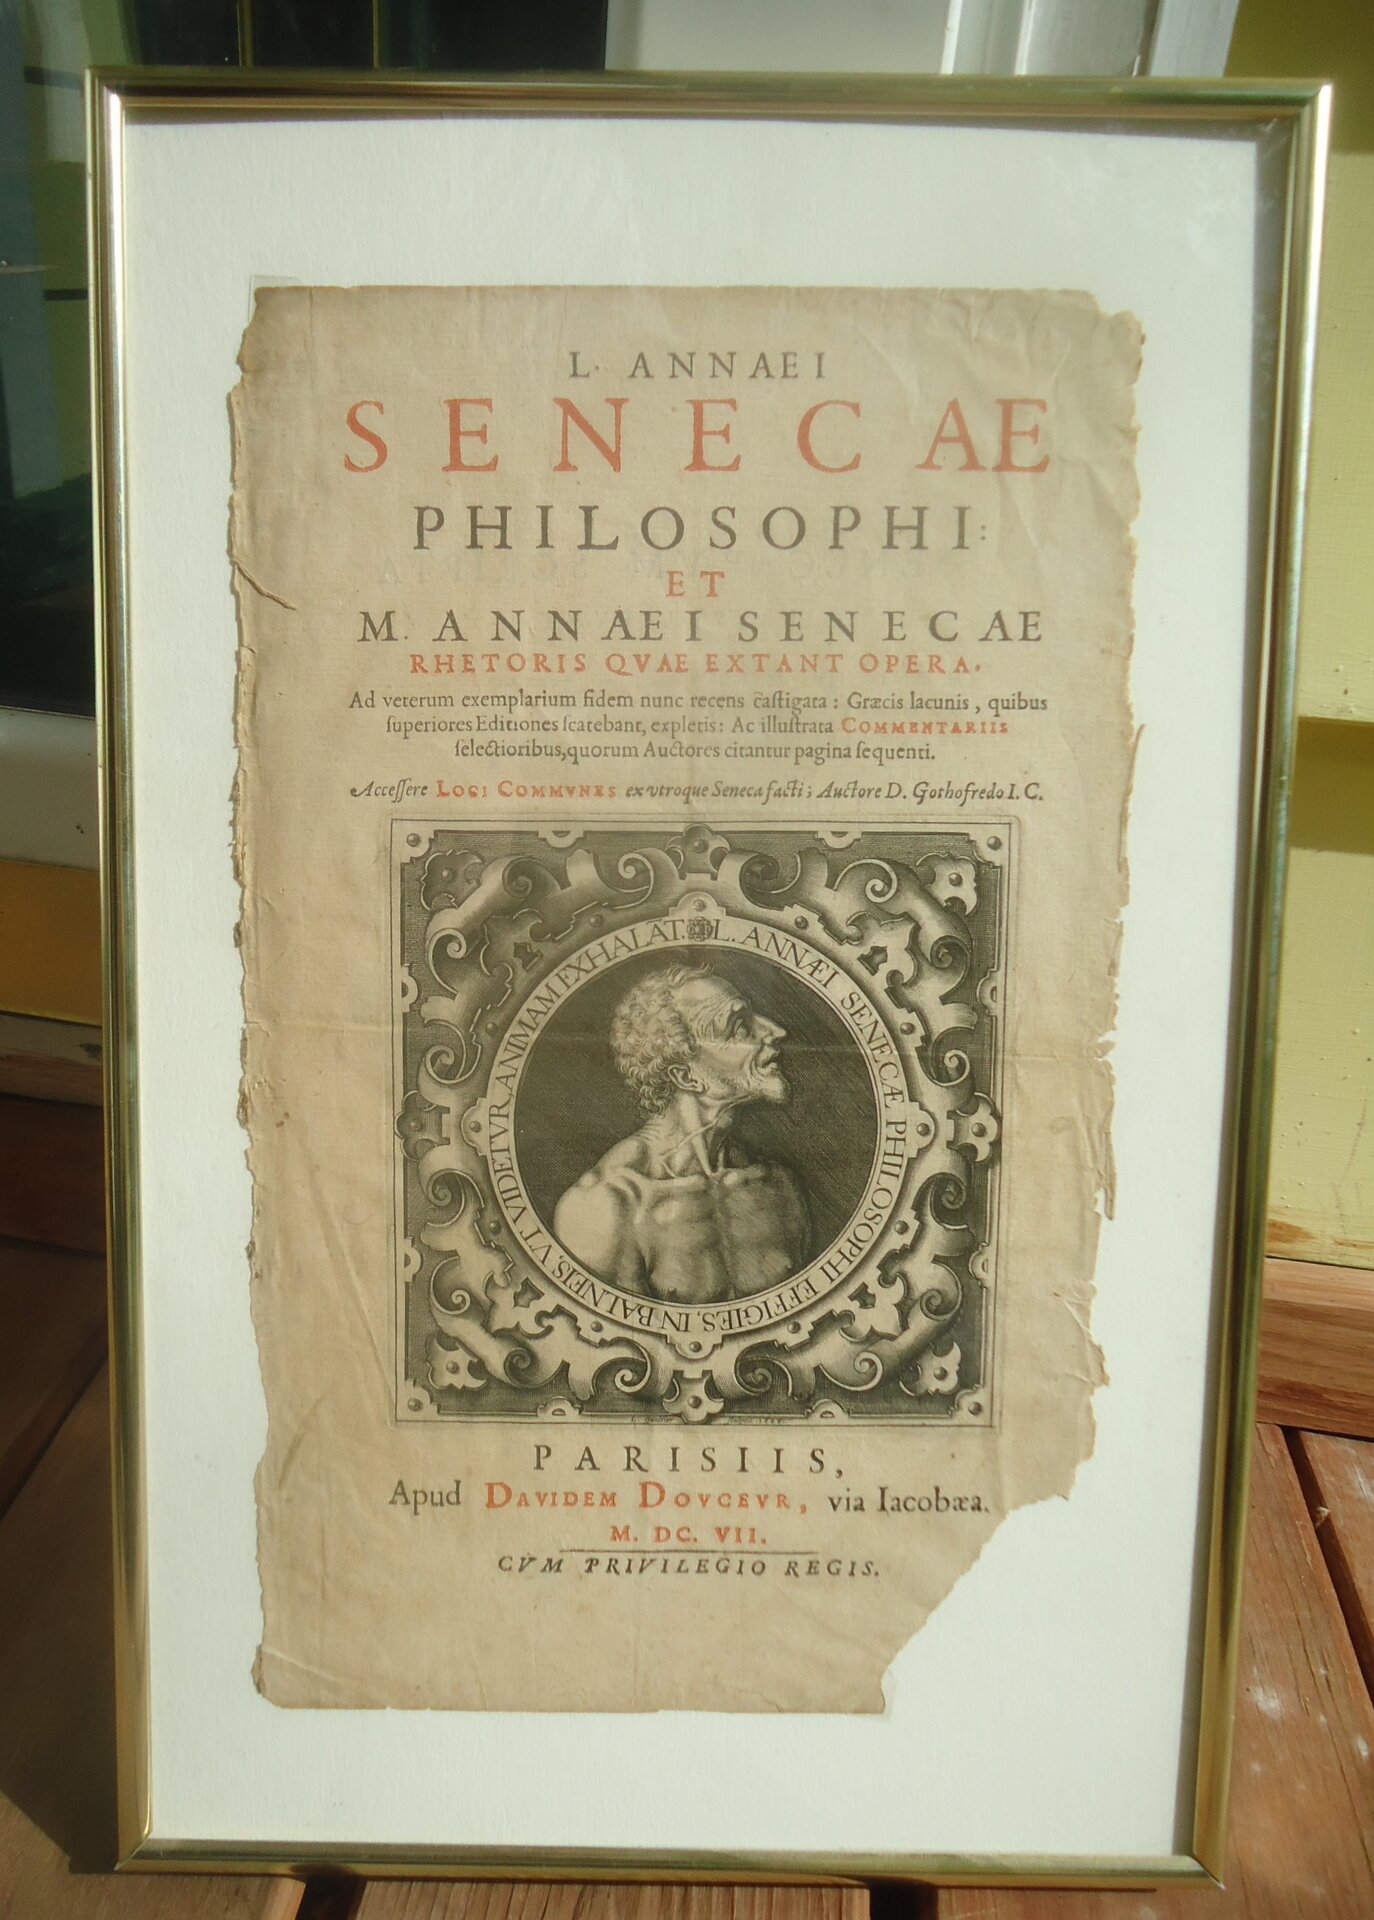 L. ANNAEI
SENECAE
PHILOSOPHI:
ET
M. ANNAEI SENECAE
RHETORIS QVAE EXTANT OPERA.
Ad veterum exemplarium fidem nunc recens castigata : Græcis lacunis, quibus
superiores Editiones scatebant, expletis: Ac illustrata COMMENTARIIS
selectioribus, quorum Auctores citantur pagina sequenti.
Accessere LOCI COMMVNES ex vtroque Seneca facti ; Auctore D. Gothofredo I. C.
L. ANNÆI SENECÆ PHILOSOPHI EFFIGIES, IN BALNEIS, VT VIDETVR, ANIMAM EXHALĀT.
PARISIIS,
Apud DAVIDEM DOVCEVR, via Iacobæa.
M. DC. VII.
CVM PRIVILEGIO REGIS.